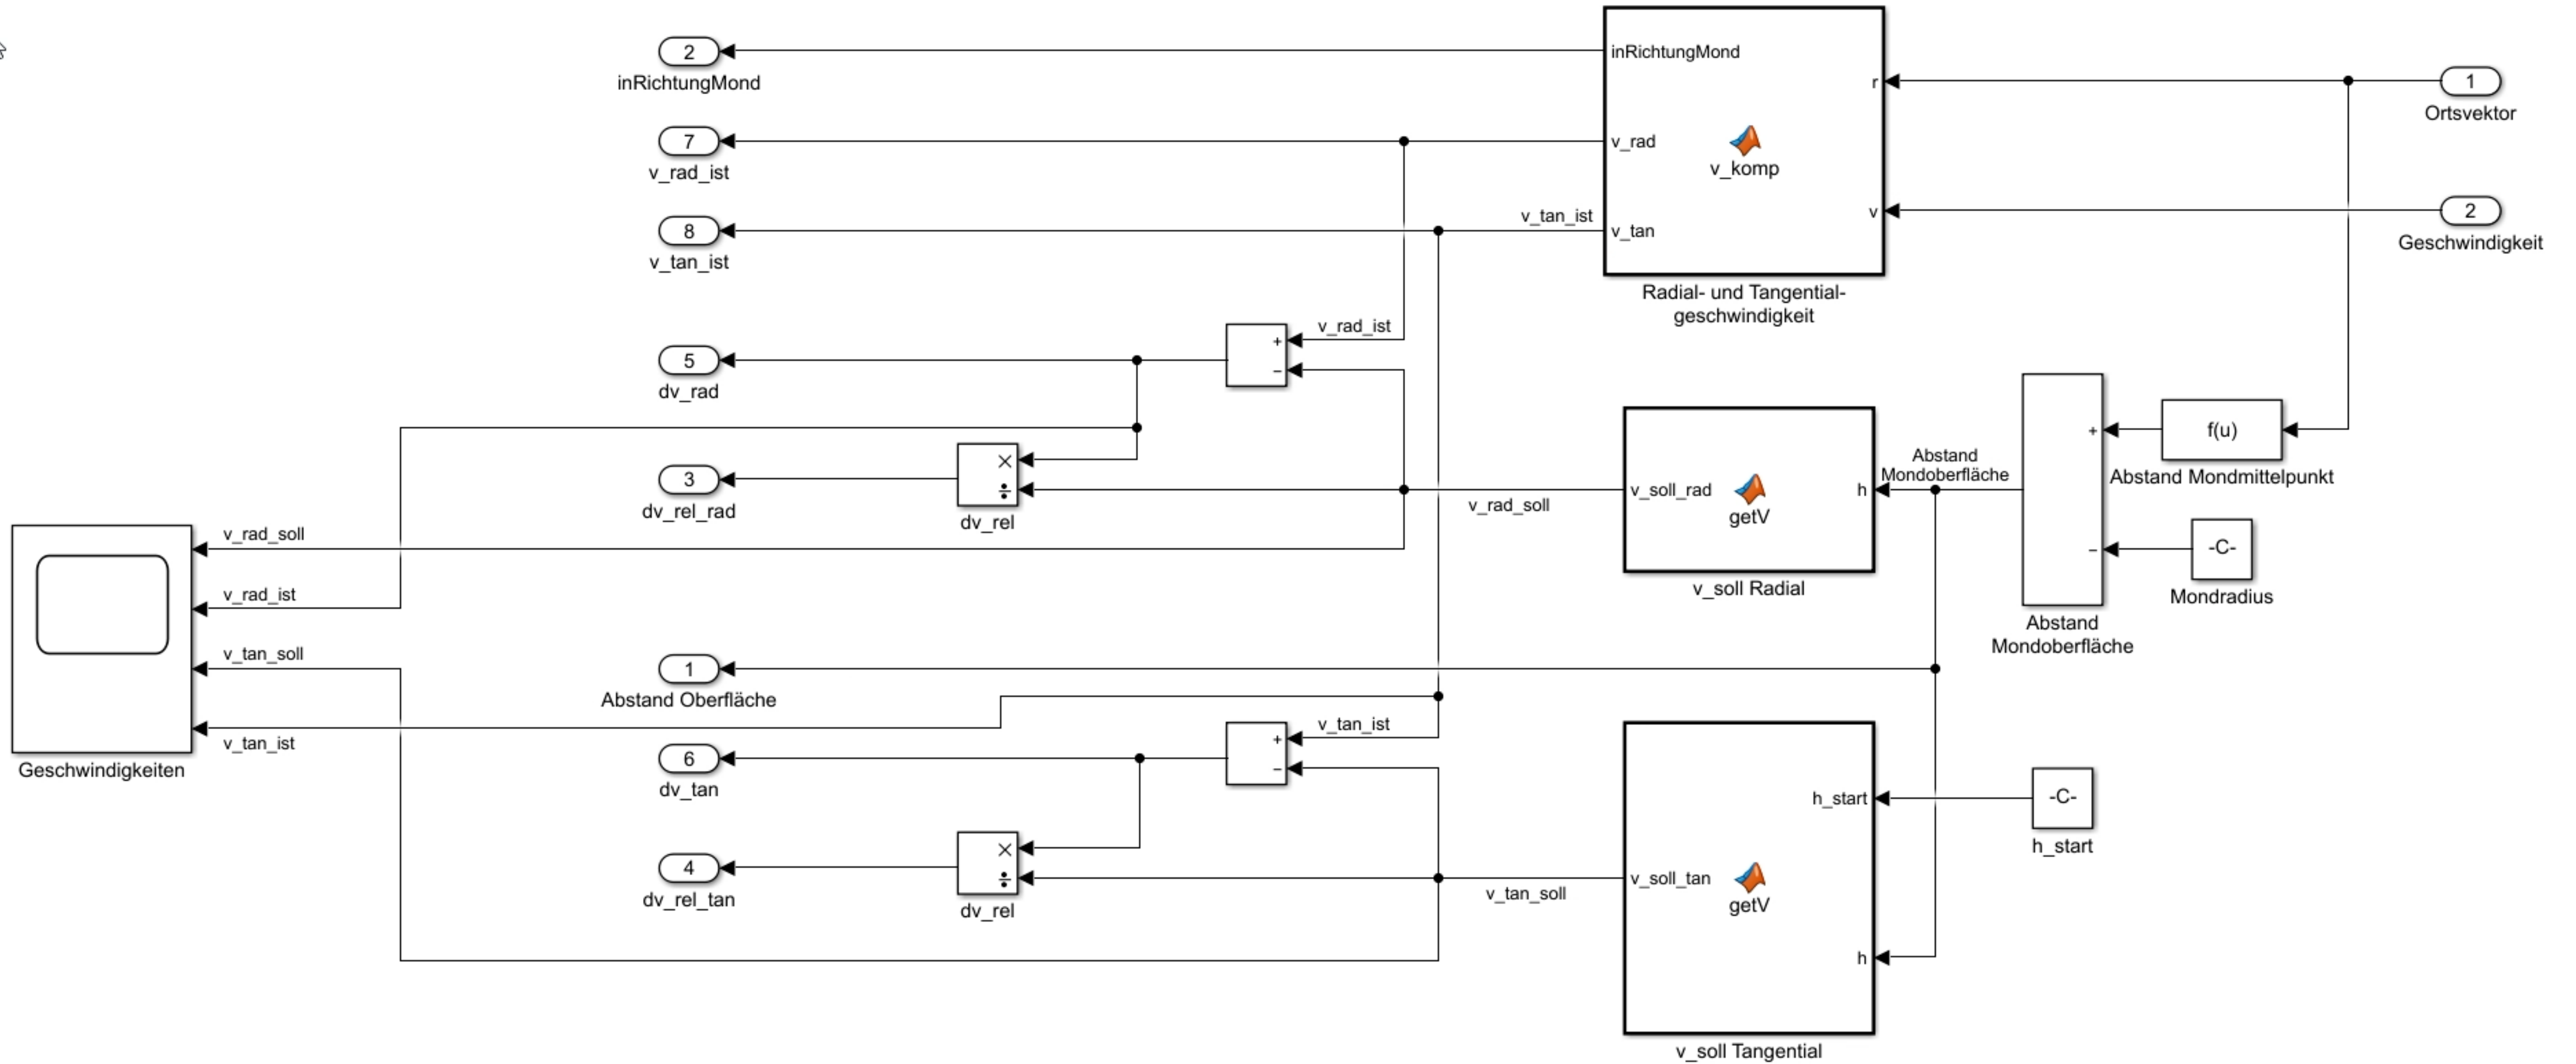 2
inRichtungMond
7
v_rad_ist
8
v_tan_ist
5
dv_rad
3
dv_rel_rad
v_rad_soll
v_rad_ist
v_tan_soll
v_tan_ist
Geschwindigkeiten
1
Abstand Oberfläche
6
dv_tan
4
dv_rel_tan
×
÷
dv_rel
×
÷
dv_rel
+
−
v_rad_ist
+
−
v_tan_ist
v_tan_ist
v_rad_soll
v_tan_soll
inRichtungMond
v_rad
v_tan
v_komp
r
v
Radial- und Tangential-
geschwindigkeit
v_soll_rad
getV
h
v_soll Radial
Abstand
Mondoberfläche
v_soll_tan
getV
h_start
h
v_soll Tangential
+
−
Abstand
Mondoberfläche
f(u)
Abstand Mondmittelpunkt
-C-
Mondradius
-C-
h_start
1
Ortsvektor
2
Geschwindigkeit